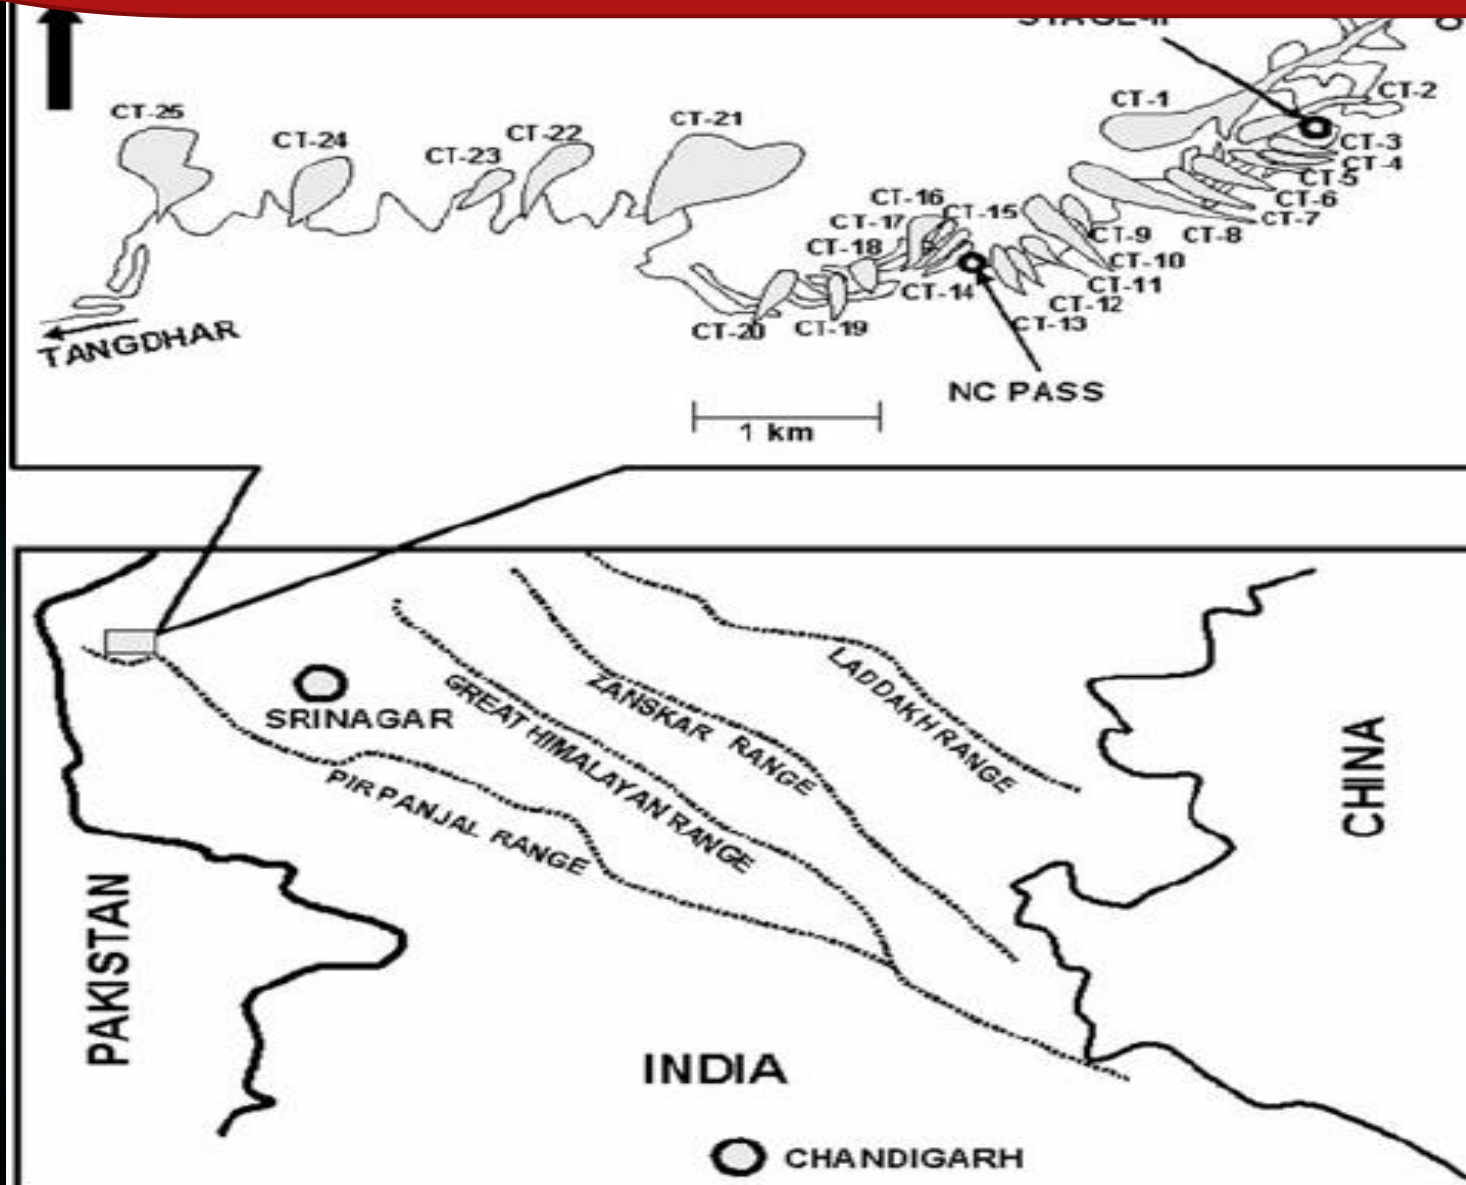 STAGE-II
CT-1
CT-2
CT-25
CT-24
CT-23
CT-22
CT-21
CT-3
CT-4
CT-5
CT-6
CT-7
CT-8
CT-16
CT-15
CT-17
CT-18
CT-9
CT-10
CT-11
CT-14
CT-12
CT-13
CT-20
CT-19
TANGDHAR
NC PASS
1 km
LADDAKH RANGE
ZANSKAR RANGE
GREAT HIMALAYAN RANGE
SRINAGAR
PIR PANJAL RANGE
CHINA
PAKISTAN
INDIA
CHANDIGARH